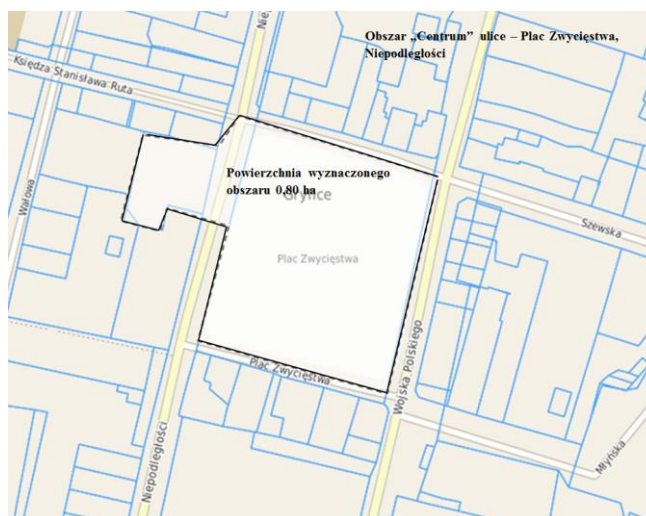 Obszar „Centrum” ulice – Plac Zwycięstwa,
Niepodległości
Nie
Księdza Stanisława Ruta
Powierzchnia wyznaczonego
obszaru 0,80 ha
Gryfice
Wałowa
Szewska
Plac Zwycięstwa
Wojska Polskiego
Plac Zwycięstwa
Niepodległości
Młyńska